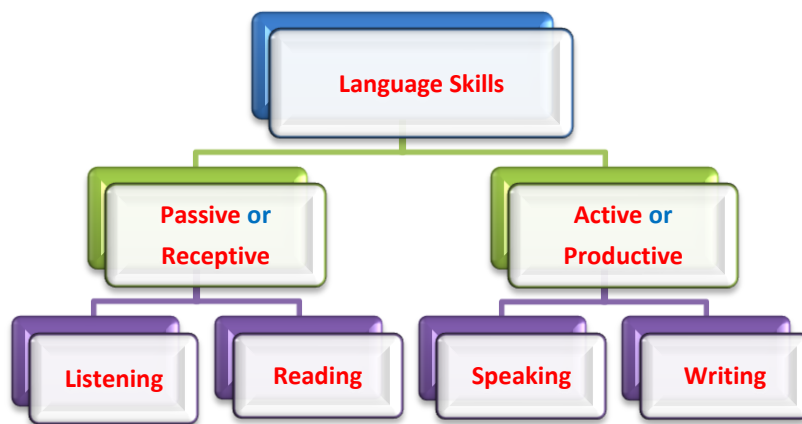 Language Skills
Passive or
Receptive
Active or
Productive
Listening
Reading
Speaking
Writing